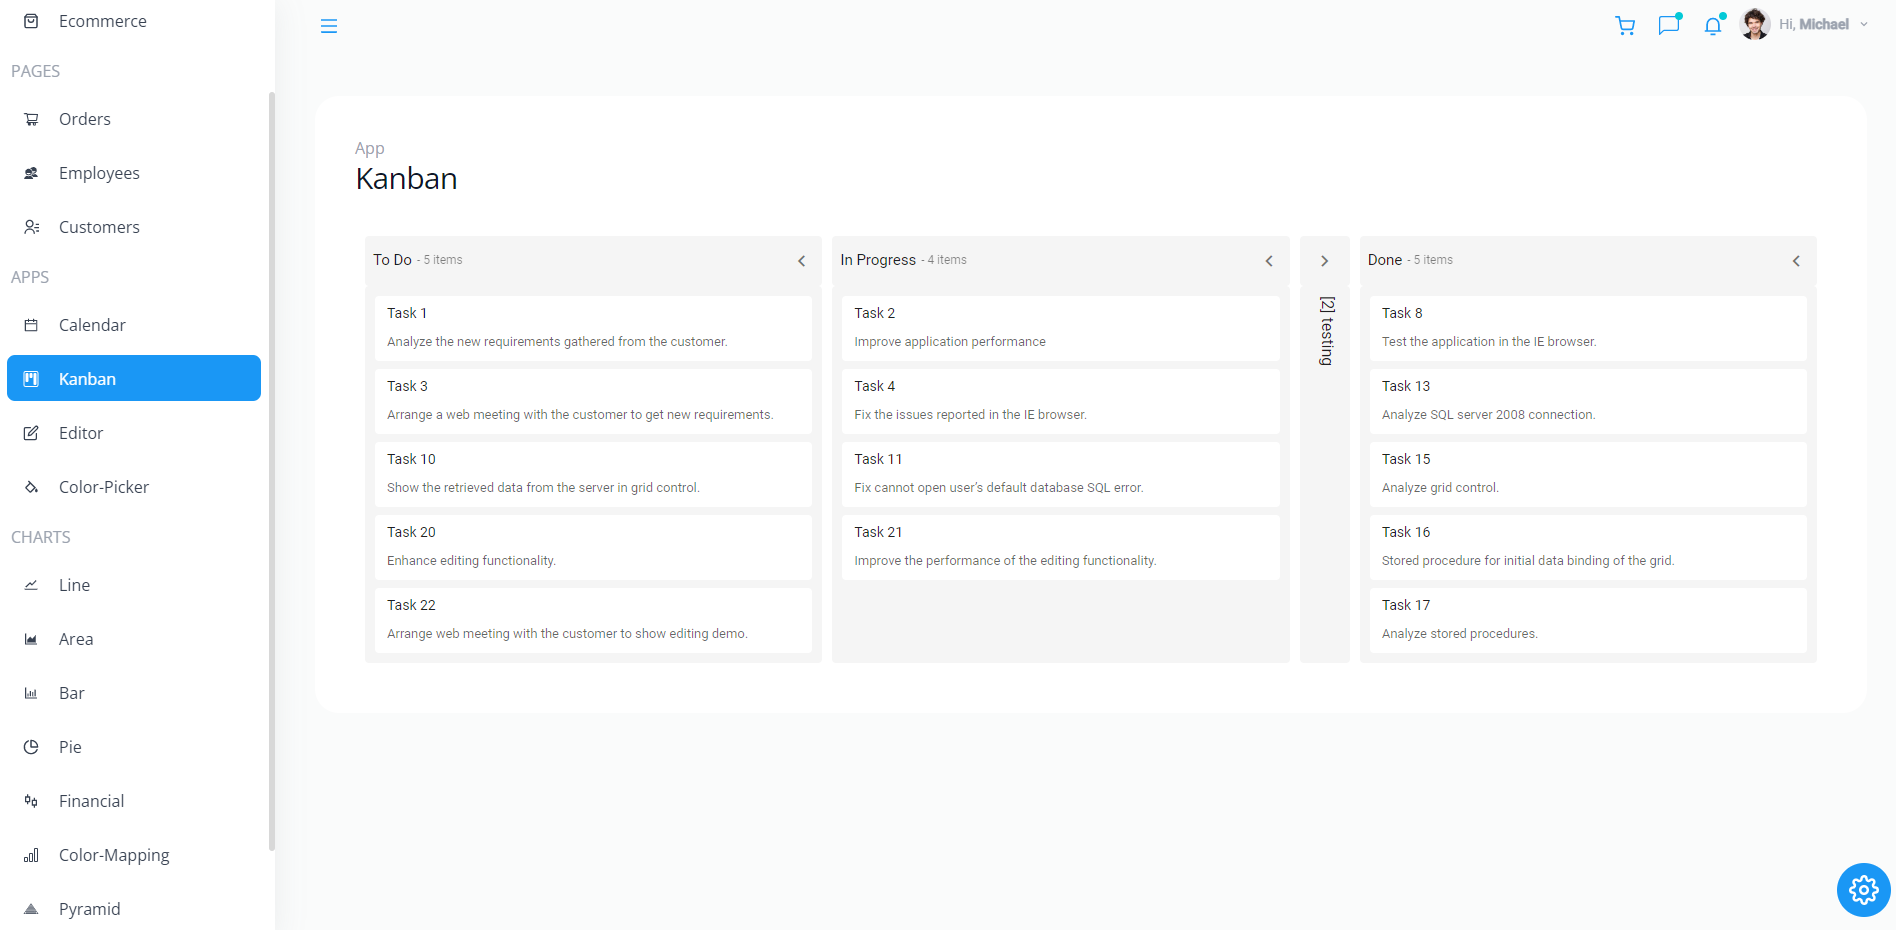 Ecommerce
PAGES
Orders
Employees
Customers
APPS
Calendar
Kanban
Editor
Color-Picker
CHARTS
Line
Area
Bar
Pie
Financial
Color-Mapping
Pyramid
Hi, Michael
App
Kanban
To Do - 5 items
Task 1
Analyze the new requirements gathered from the customer.
Task 3
Arrange a web meeting with the customer to get new requirements.
Task 10
Show the retrieved data from the server in grid control.
Task 20
Enhance editing functionality.
Task 22
Arrange web meeting with the customer to show editing demo.
In Progress - 4 items
Task 2
Improve application performance
Task 4
Fix the issues reported in the IE browser.
Task 11
Fix cannot open user's default database SQL error.
Task 21
Improve the performance of the editing functionality.
[2] testing
Done - 5 items
Task 8
Test the application in the IE browser.
Task 13
Analyze SQL server 2008 connection.
Task 15
Analyze grid control.
Task 16
Stored procedure for initial data binding of the grid.
Task 17
Analyze stored procedures.